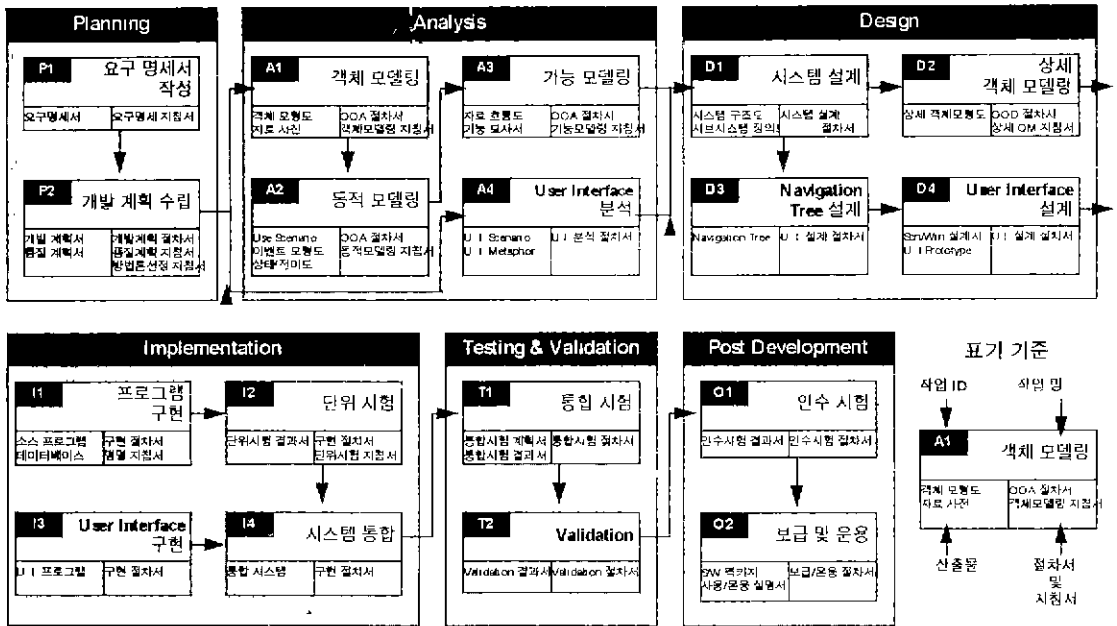 Planning
P1
요구 명세서
작성
요구명세서
요구명세 지침서
P2
개발 계획 수립
개발 계획서
품질 계획서
개발계획 절차서
품질계획 지침서
방법론선정 지침서
Analysis
A1
객체 모델링
객체 모형도
자료 사전
OOA 절차서
객체모델링 지침서
A2
동적 모델링
Use Scenario
이벤트 모형도
OOA 절차서
동적모델링 지침서
A3
기능 모델링
자료 흐름도
기능 묘사서
OOA 절차서
기능모델링 지침서
A4
User Interface
분석
U I Scenario
U I Metaphor
U I 분석 절차서
Design
D1
시스템 설계
시스템 구조도
시스템 설계
절차서
D2
상세
객체 모델링
상세 객체모형도
OOD 절차서
상세 OM 지침서
D3
Navigation
Tree 설계
Navigation Tree
U I 설계 절차서
D4
User Interface
설계
U I Prototype
U I 설계 절차서
Implementation
I1
프로그램
구현
소스 프로그램
데이터베이스
구현 절차서
명명 지침서
I2
단위 시험
단위시험 결과서
구현 절차서
단위시험 지침서
I3
User Interface
구현
U I 프로그램
구현 절차서
I4
시스템 통합
통합 시스템
구현 절차서
Testing & Validation
T1
통합 시험
통합시험 계획서
통합시험 결과서
통합시험 절차서
T2
Validation
Validation 결과서
Validation 절차서
Post Development
O1
인수 시험
인수시험 결과서
인수시험 절차서
O2
보급 및 운용
S/W 팩키지
사용/운용 설명서
보급/운용 절차서
표기 기준
작업 ID
작업 명
A1
객체 모델링
객체 모형도
자료 사전
OOA 절차서
객체모델링 지침서
산출물
절차서
및
지침서